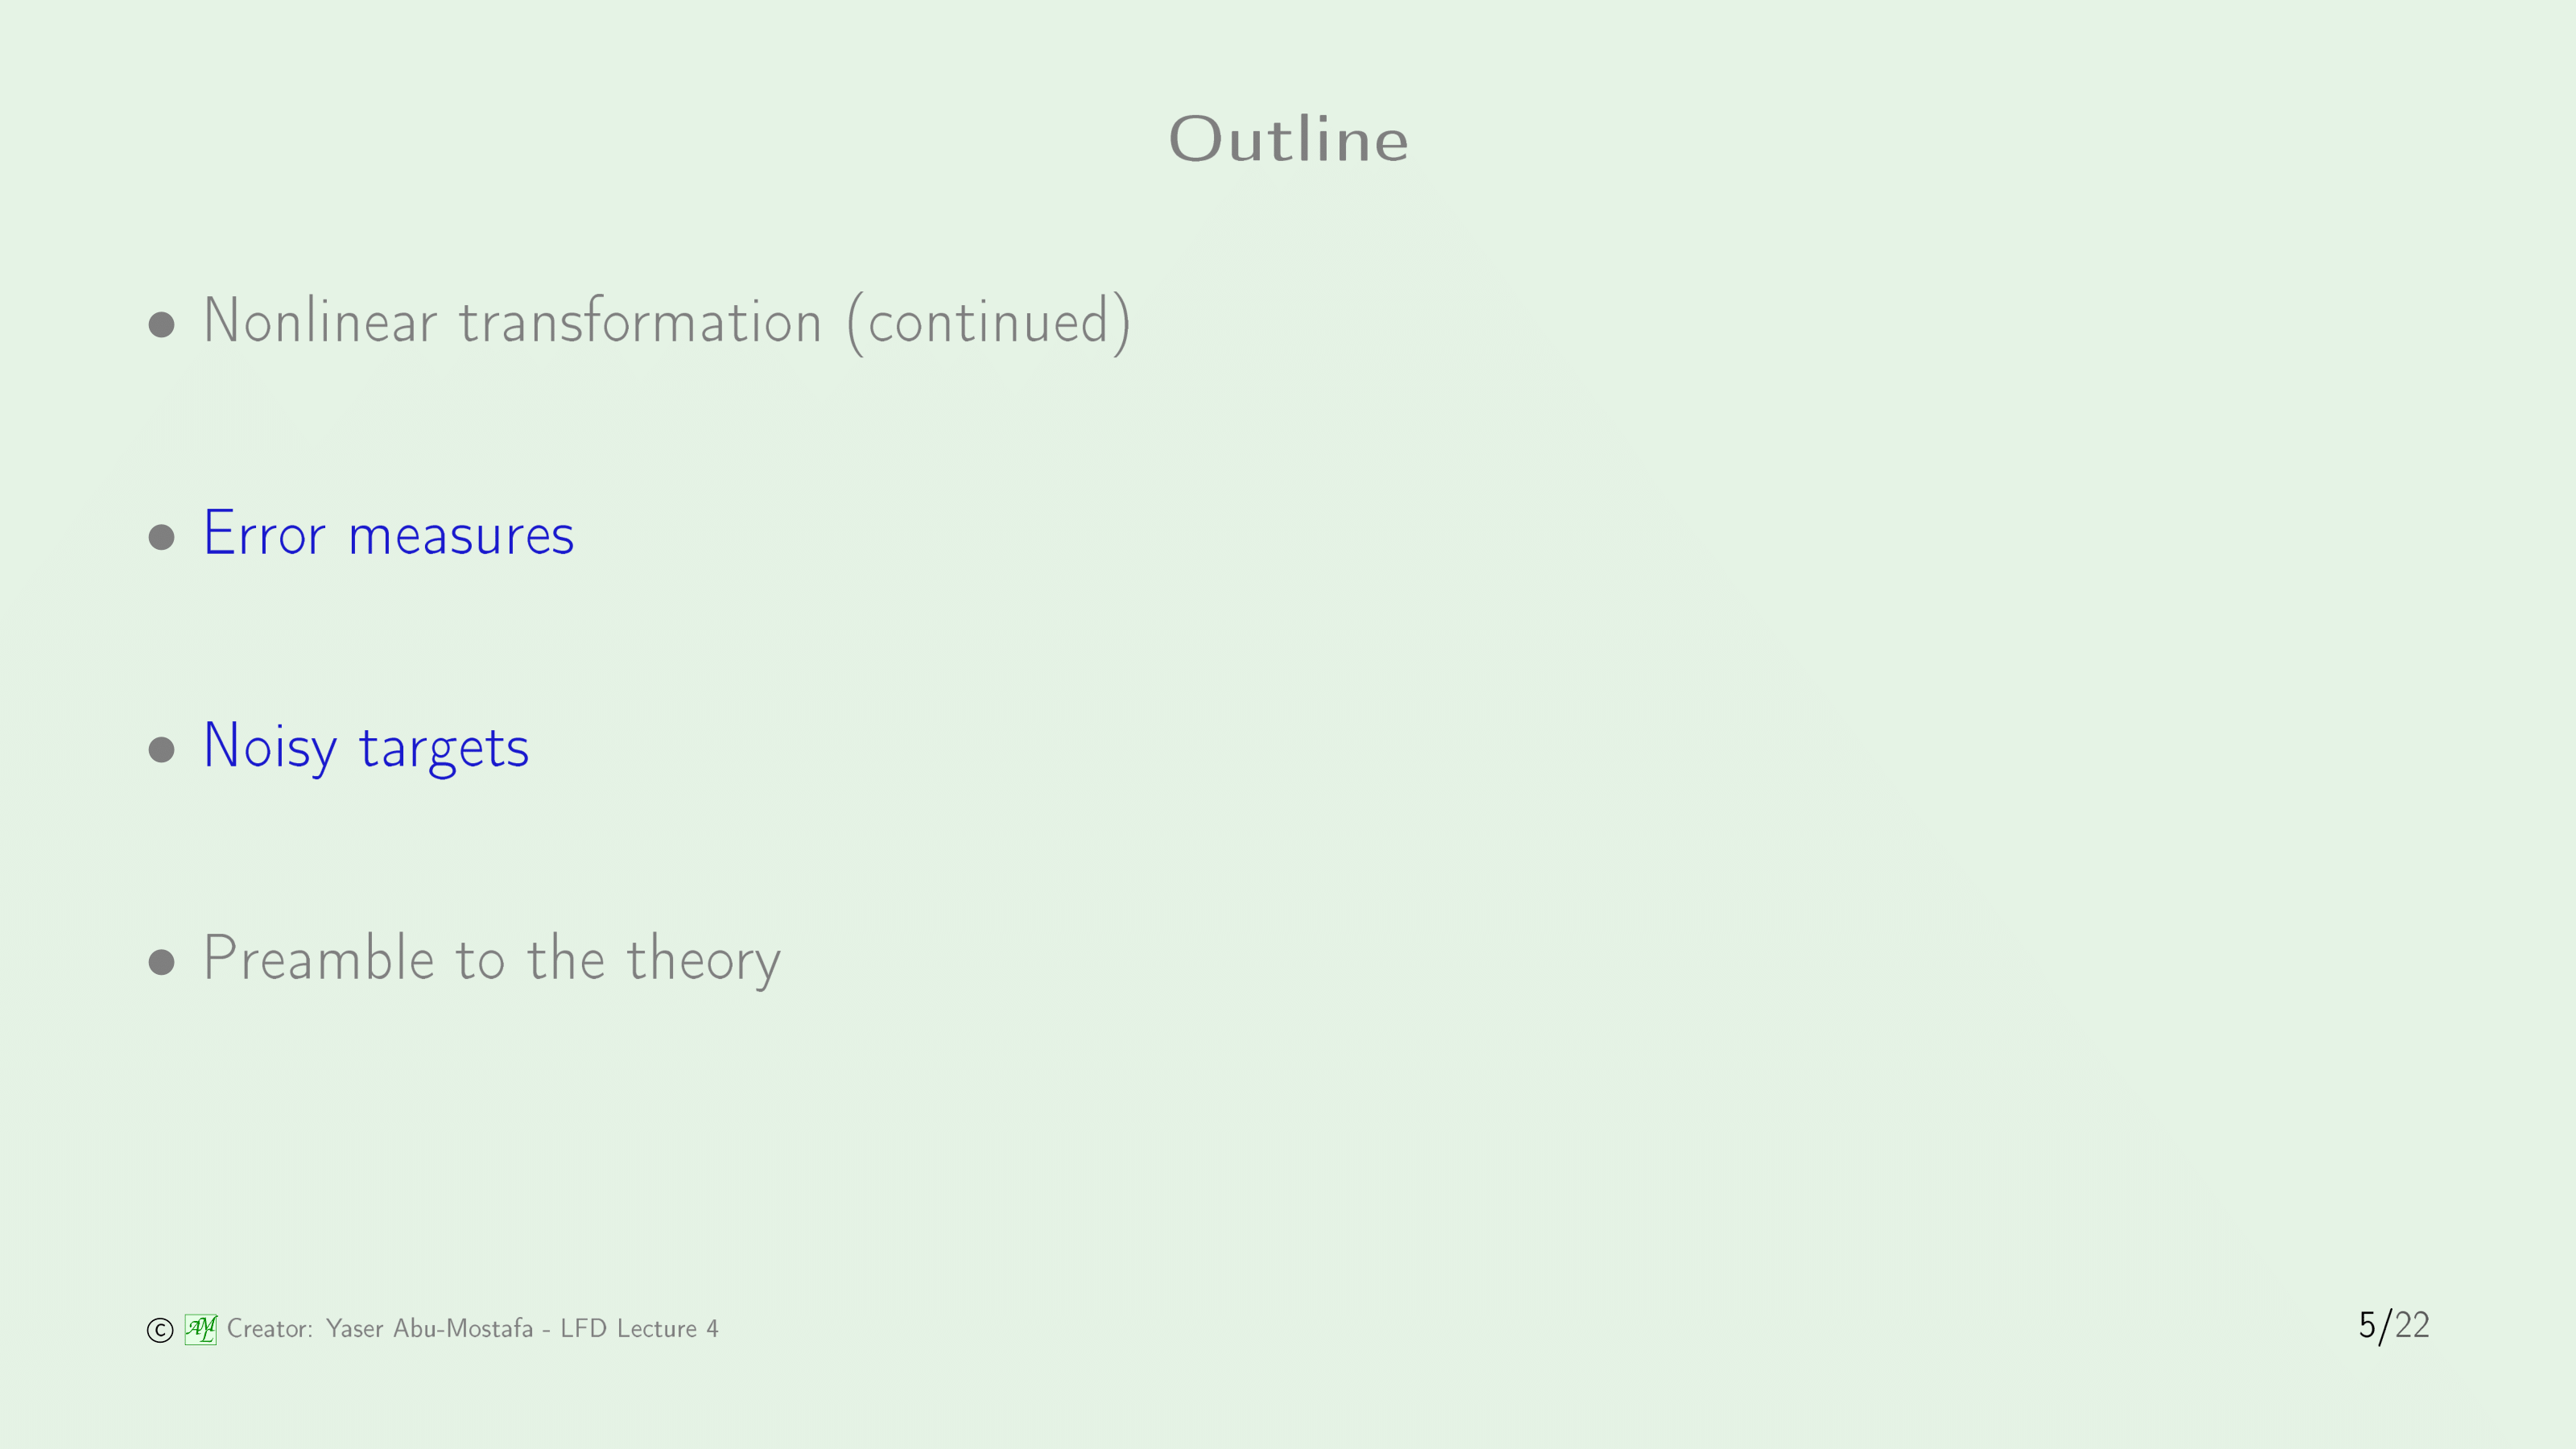 Outline
• Nonlinear transformation (continued)
• Error measures
• Noisy targets
• Preamble to the theory
© AML Creator: Yaser Abu-Mostafa - LFD Lecture 4
5/22